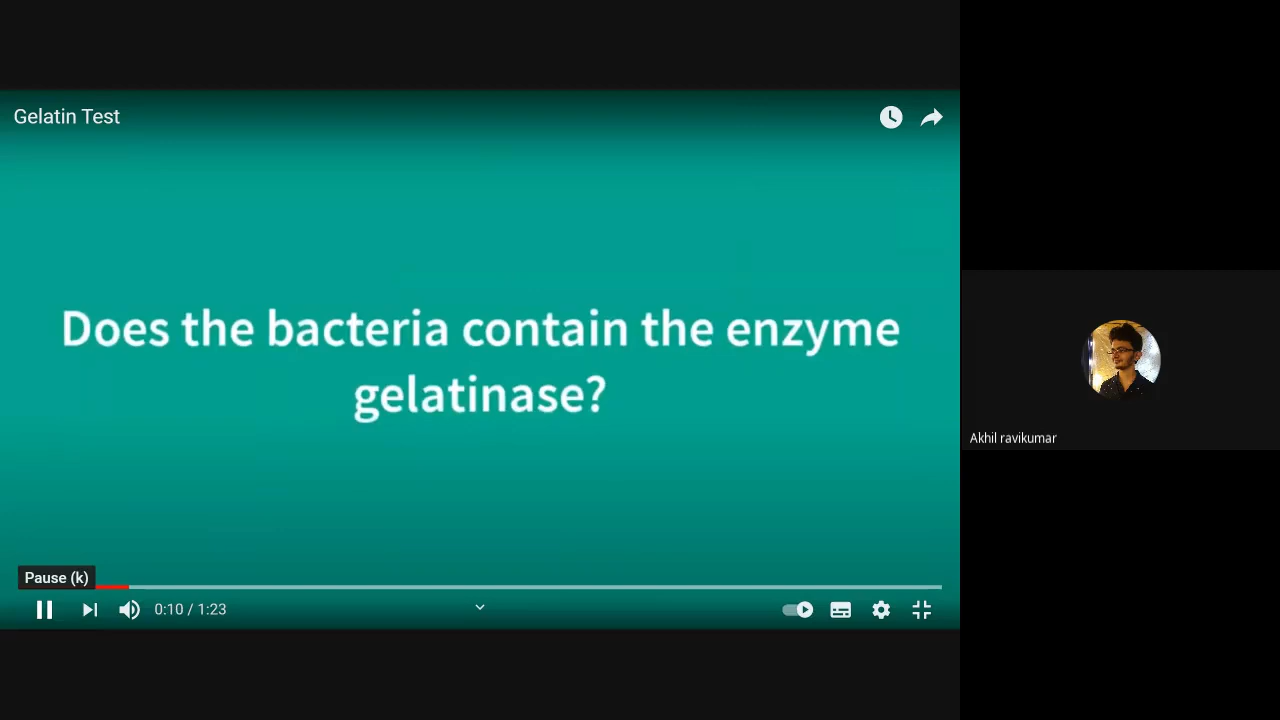 Gelatin Test
Does the bacteria contain the enzyme
gelatinase?
Akhil ravikumar
Pause (k)
0:10 / 1:23